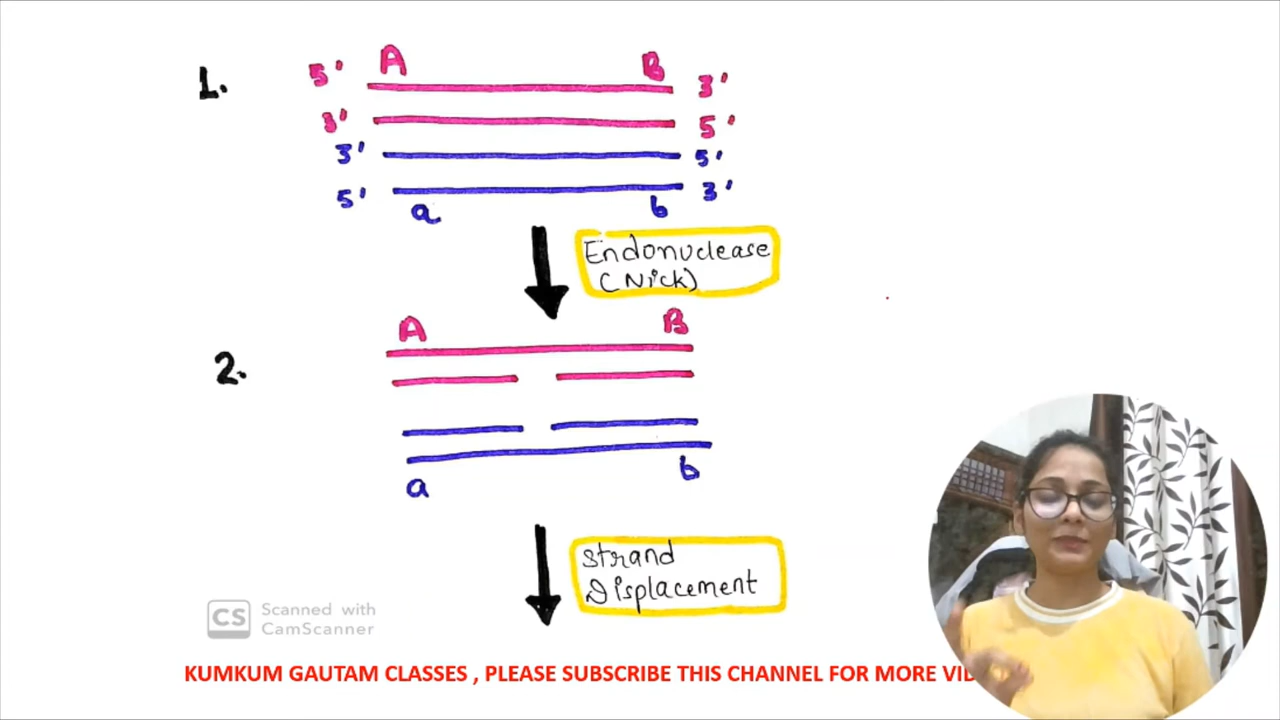 1.
5' A B 3'
3' 5'
3' 5'
5' a b 3'
Endonuclease
(Nick)
2.
A B
a b
Strand
Displacement
CS Scanned with
CamScanner
KUMKUM GAUTAM CLASSES , PLEASE SUBSCRIBE THIS CHANNEL FOR MORE